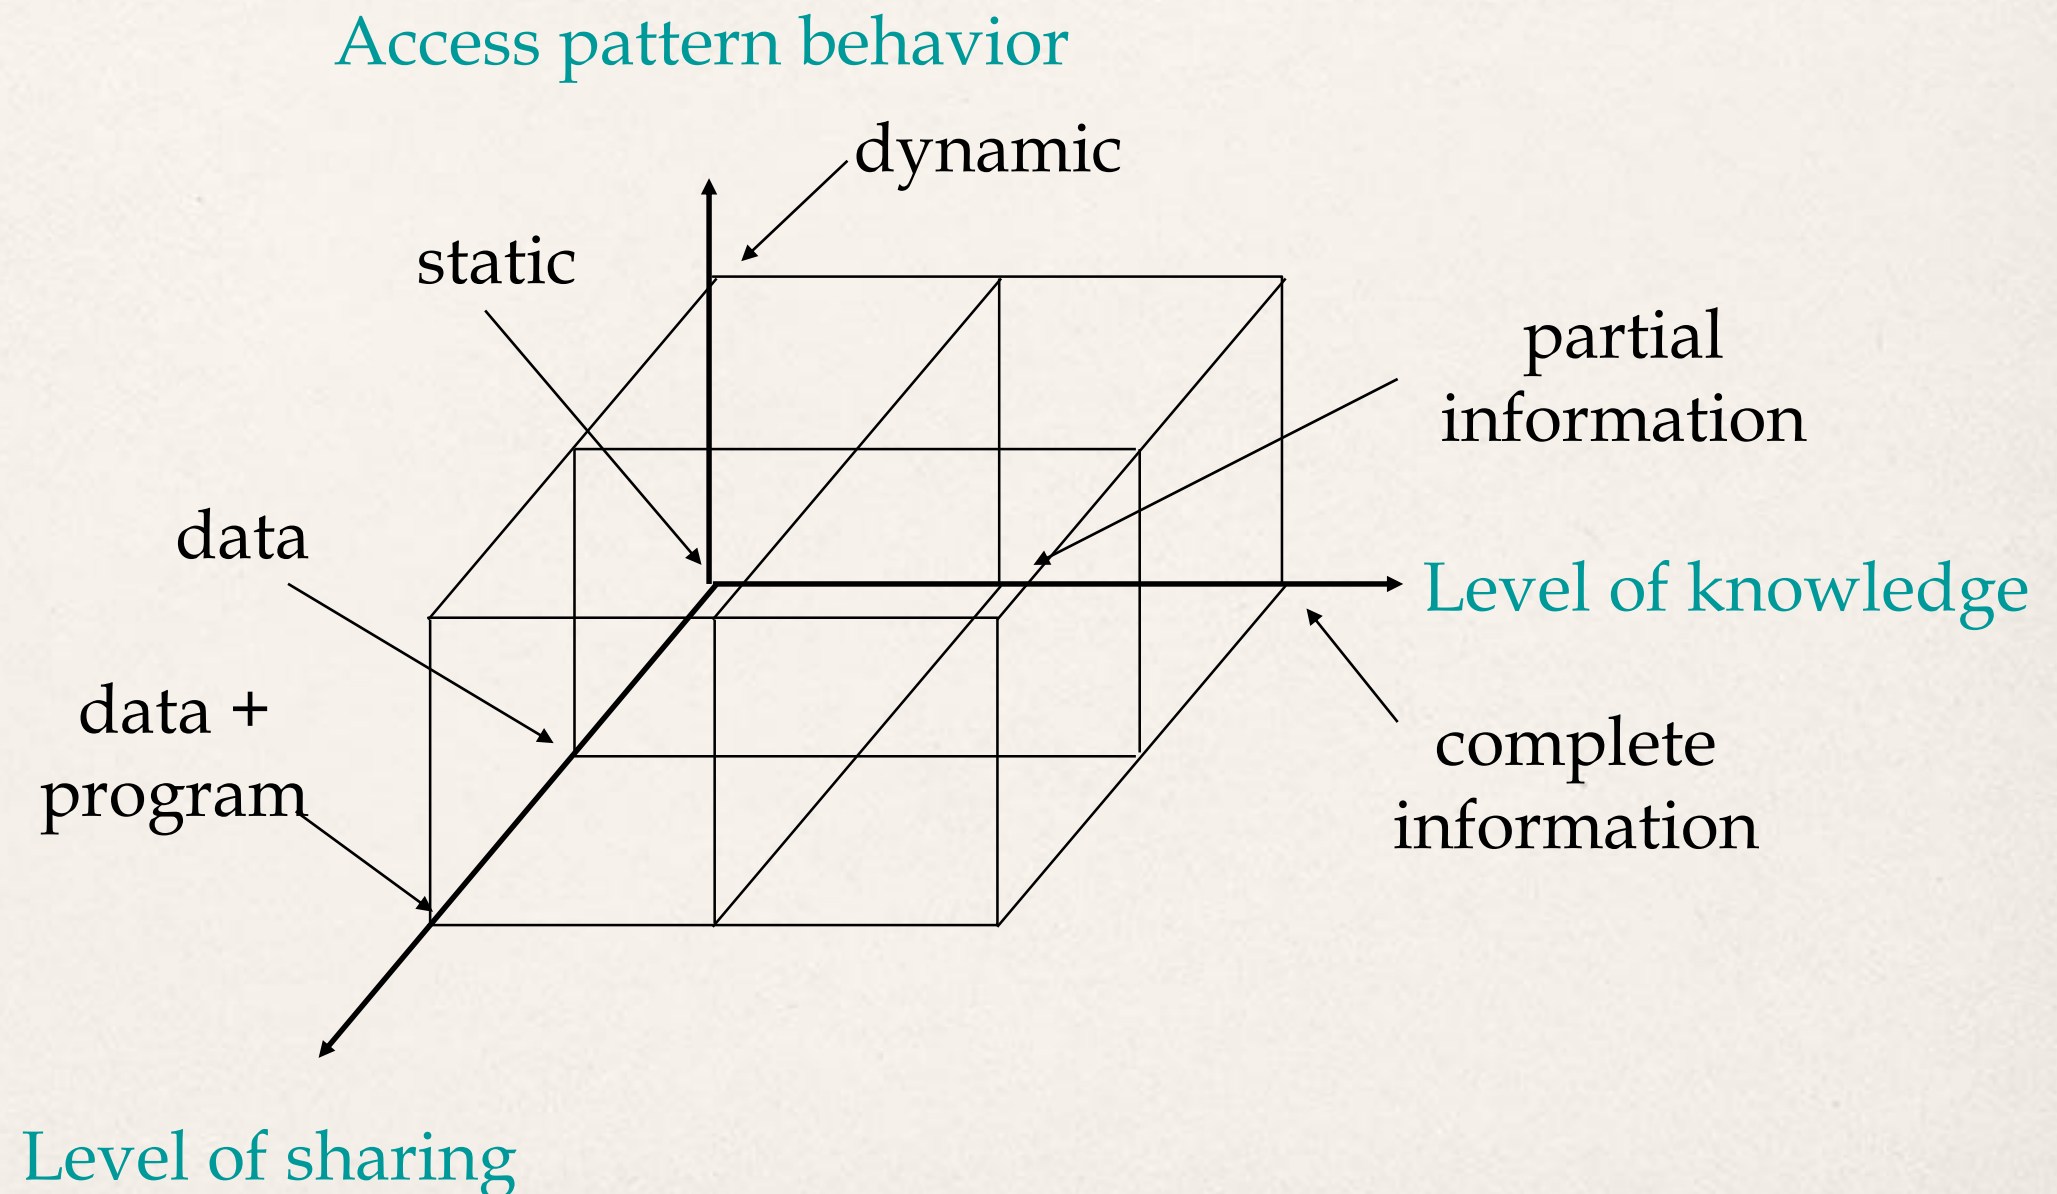 Access pattern behavior
dynamic
static
partial
information
data
Level of knowledge
data +
program
complete
information
Level of sharing